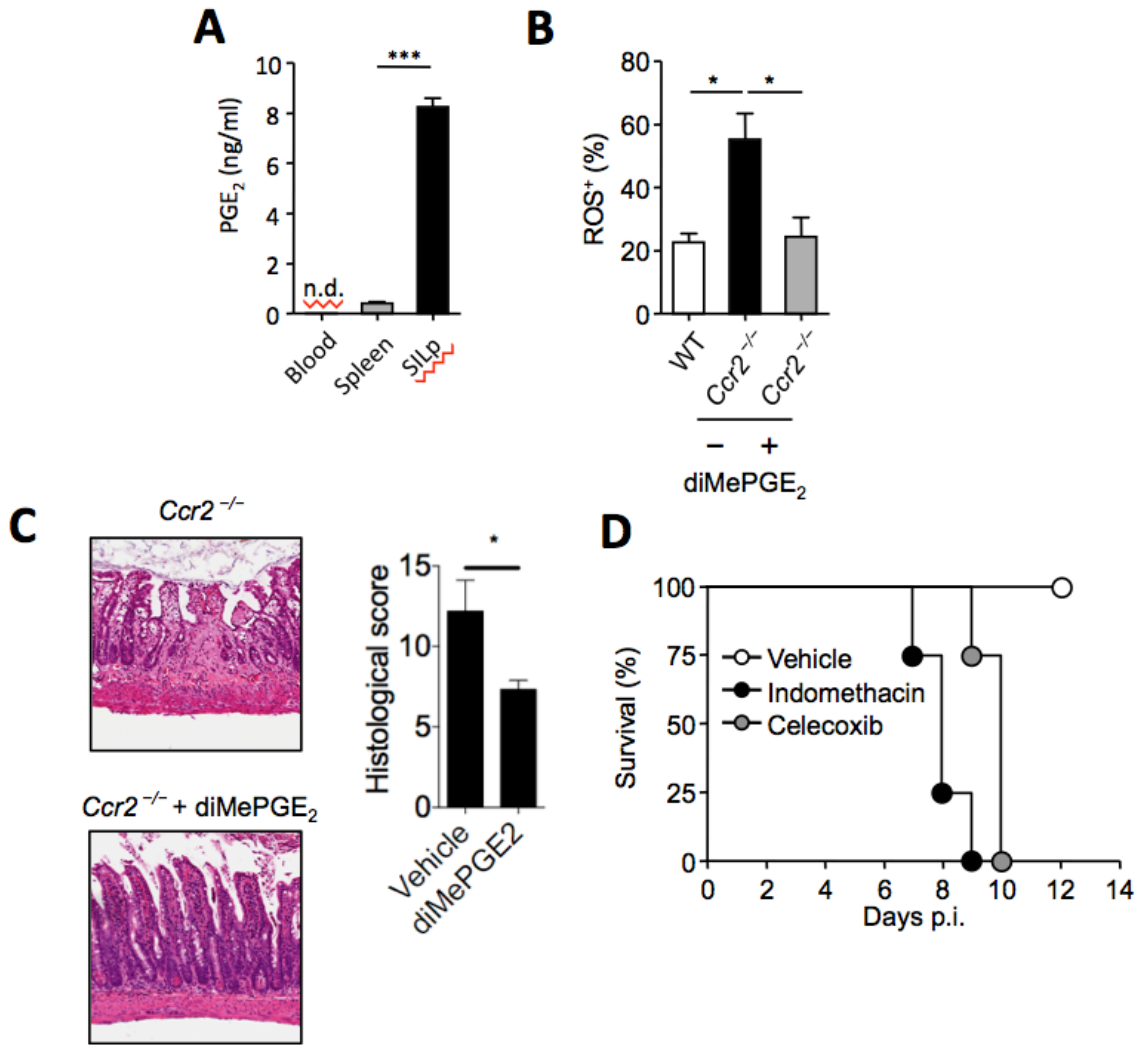 A
***
10
8
6
4
2
0
PGE₂ (ng/ml)
n.d.
Blood
Spleen
SILp
B
* *
80
60
40
20
0
ROS⁺ (%)
WT
Ccr2⁻/⁻
Ccr2⁻/⁻
− +
diMePGE₂
C
Ccr2⁻/⁻
Ccr2⁻/⁻ + diMePGE₂
*
15
10
5
0
Histological score
Vehicle
diMePGE2
D
100
75
50
25
0
Survival (%)
Vehicle
Indomethacin
Celecoxib
0 2 4 6 8 10 12 14
Days p.i.